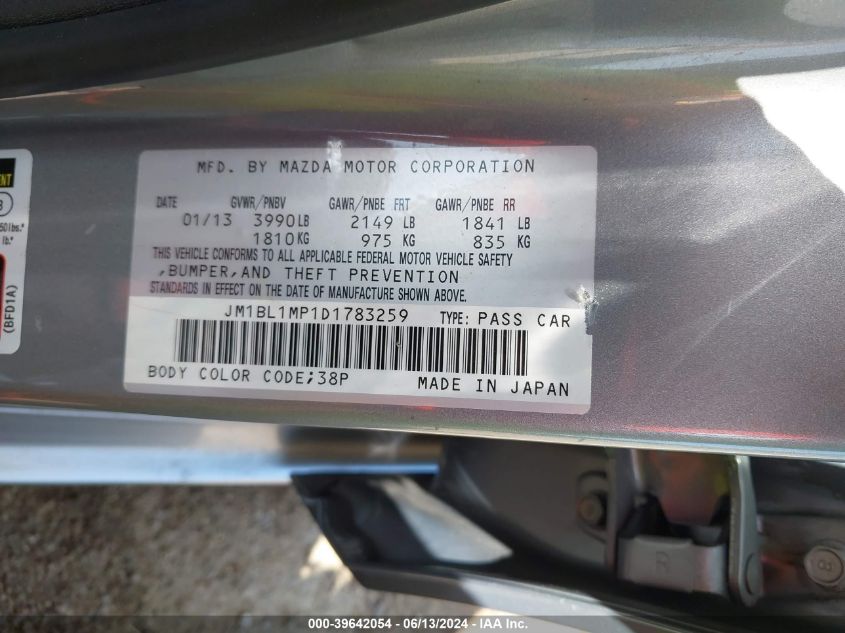 MFD. BY MAZDA MOTOR CORPORATION
DATE GVWR/PNBV GAWR/PNBE FRT GAWR/PNBE RR
01/13 3990LB 2149 LB 1841 LB
1810KG 975 KG 835 KG
THIS VEHICLE CONFORMS TO ALL APPLICABLE FEDERAL MOTOR VEHICLE SAFETY
,BUMPER,AND THEFT PREVENTION
STANDARDS IN EFFECT ON THE DATE OF MANUFACTURE SHOWN ABOVE.
JM1BL1MP1D1783259 TYPE: PASS CAR
BODY COLOR CODE;38P MADE IN JAPAN
lb.*
(BFD1A)
R
8
000-39642054 - 06/13/2024 - IAA Inc.